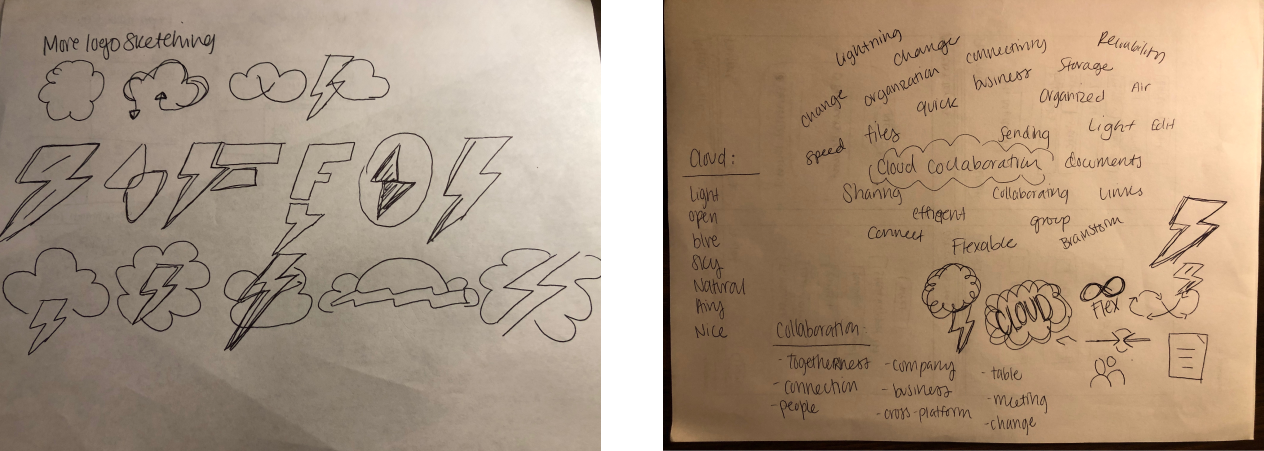 More logo Sketching
Lightning change connectivity Reliability
change organization business Storage
quick Organized Air
speed files Sending Light Edit
Cloud collaboration documents
Sharing Collaborating Links
efficient group
Connect Flexable Brainstorm
Cloud:
Light
open
blue
Sky
Natural
Airy
Nice
CLOUD
Flex
Collaboration:
- togetherness
- connection
- people
- company
- business
- cross-platform
- table
- meeting
- change